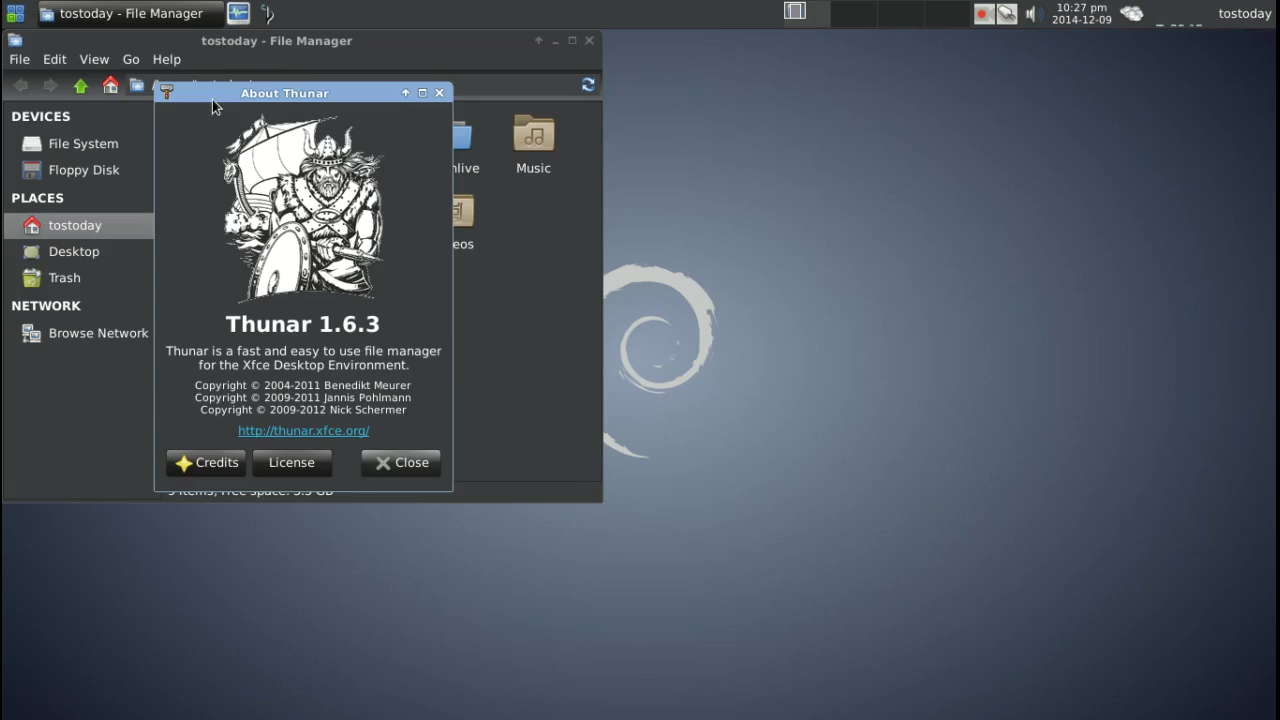 tostoday - File Manager
10:27 pm
2014-12-09
tostoday
tostoday - File Manager
File Edit View Go Help
About Thunar
DEVICES
File System
Floppy Disk
PLACES
tostoday
Desktop
Trash
NETWORK
Browse Network
Music
Thunar 1.6.3
Thunar is a fast and easy to use file manager
for the Xfce Desktop Environment.
Copyright © 2004-2011 Benedikt Meurer
Copyright © 2009-2011 Jannis Pohlmann
Copyright © 2009-2012 Nick Schermer
http://thunar.xfce.org/
Credits License Close